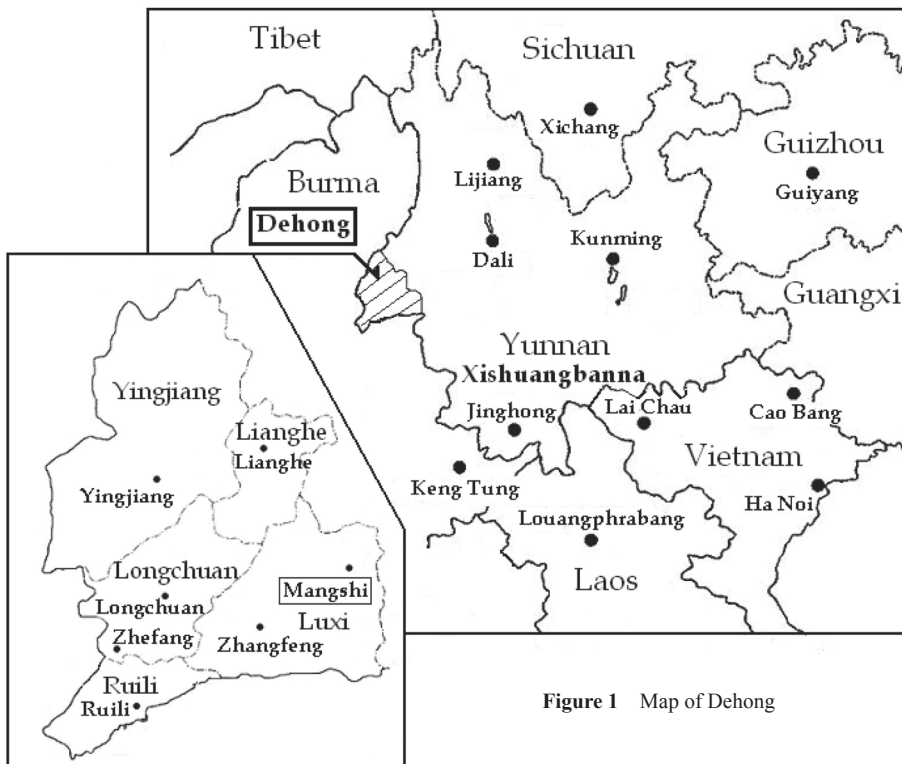 Tibet
Sichuan
Xichang
Guizhou
Guiyang
Lijiang
Burma
Dehong
Dali
Kunming
Guangxi
Yunnan
Xishuangbanna
Jinghong
Lai Chau
Cao Bang
Vietnam
Keng Tung
Ha Noi
Louangphrabang
Laos
Yingjiang
Lianghe
Lianghe
Yingjiang
Longchuan
Longchuan
Mangshi
Luxi
Zhefang
Zhangfeng
Ruili
Ruili
Figure 1 Map of Dehong